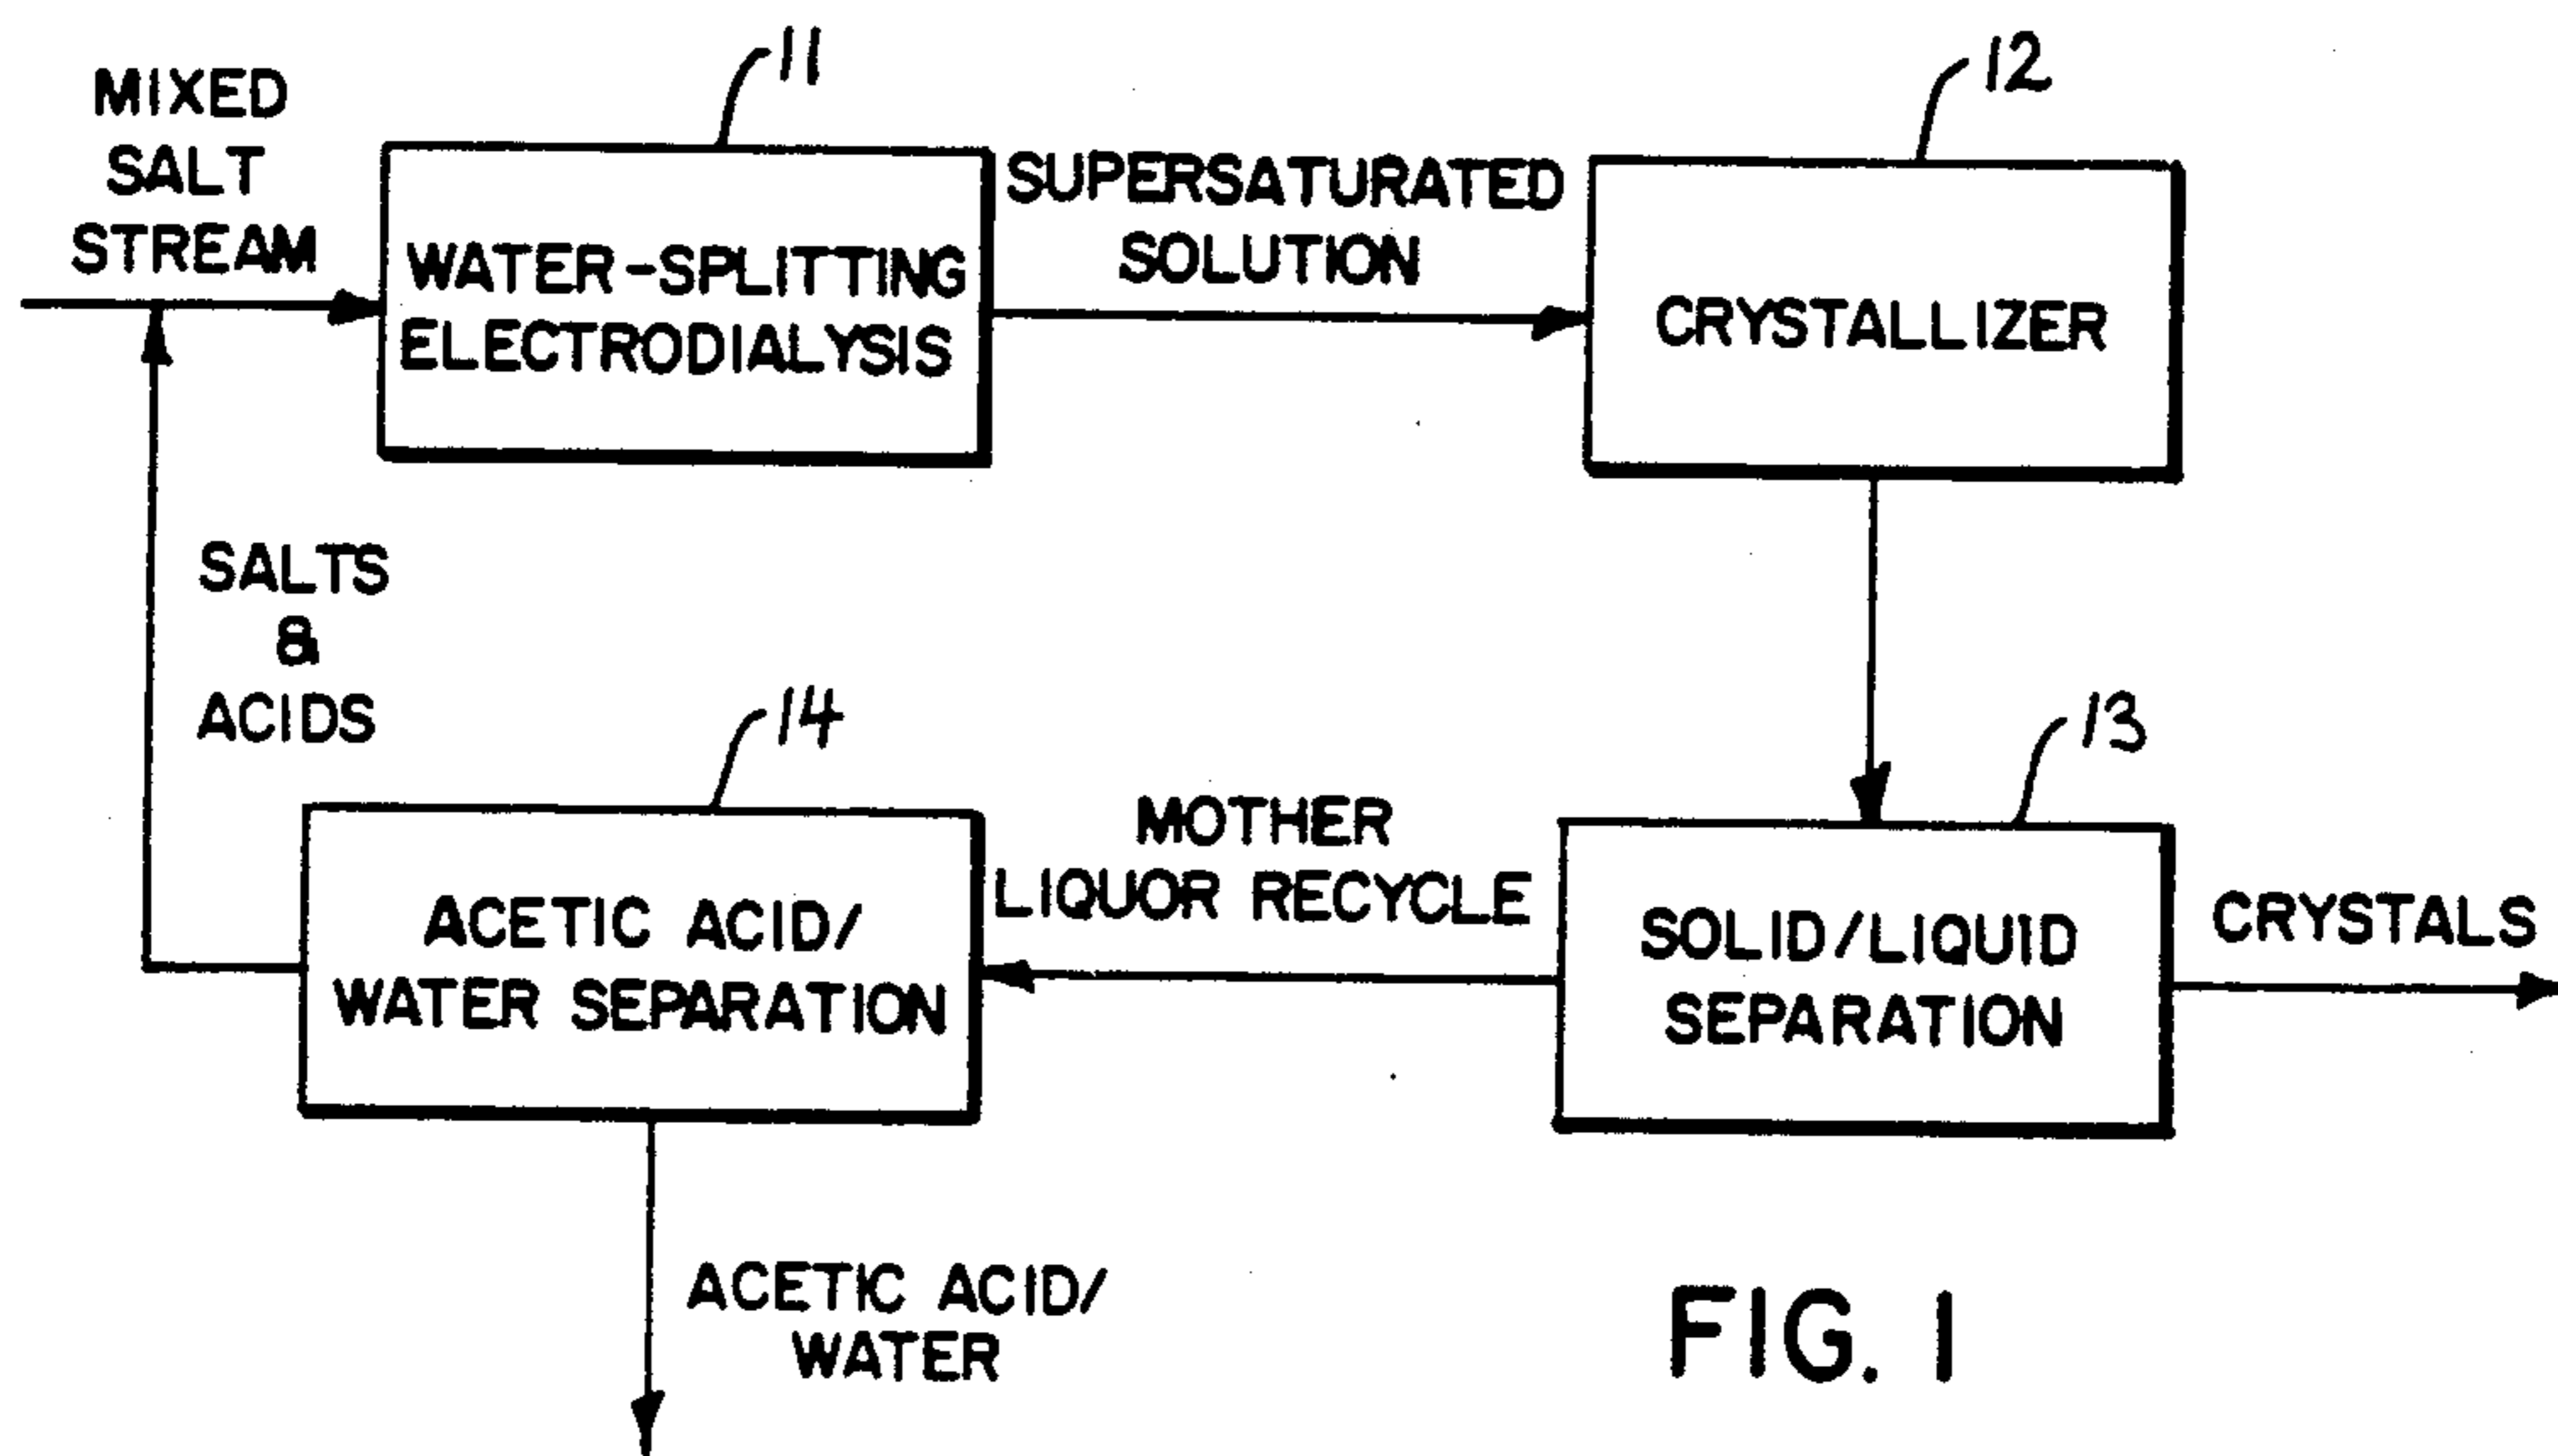 MIXED
SALT
STREAM
11
WATER-SPLITTING
ELECTRODIALYSIS
SUPERSATURATED
SOLUTION
12
CRYSTALLIZER
SALTS
&
ACIDS
14
ACETIC ACID/
WATER SEPARATION
MOTHER
LIQUOR RECYCLE
13
SOLID/LIQUID
SEPARATION
CRYSTALS
ACETIC ACID/
WATER
FIG. 1